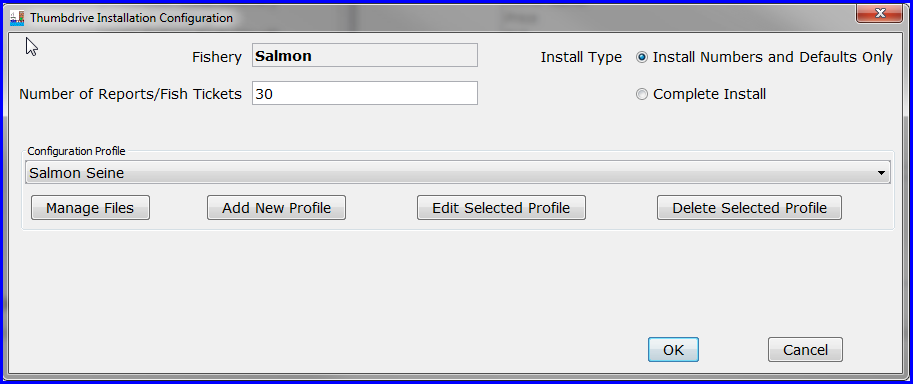 Thumbdrive Installation Configuration
Fishery Salmon Install Type Install Numbers and Defaults Only
Number of Reports/Fish Tickets 30 Complete Install
Configuration Profile
Salmon Seine
Manage Files Add New Profile Edit Selected Profile Delete Selected Profile
OK Cancel